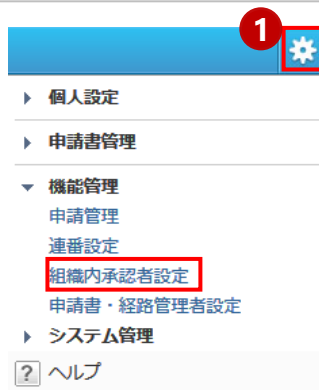 1
個人設定
申請書管理
機能管理
申請管理
連番設定
組織内承認者設定
申請書・経路管理者設定
システム管理
? ヘルプ